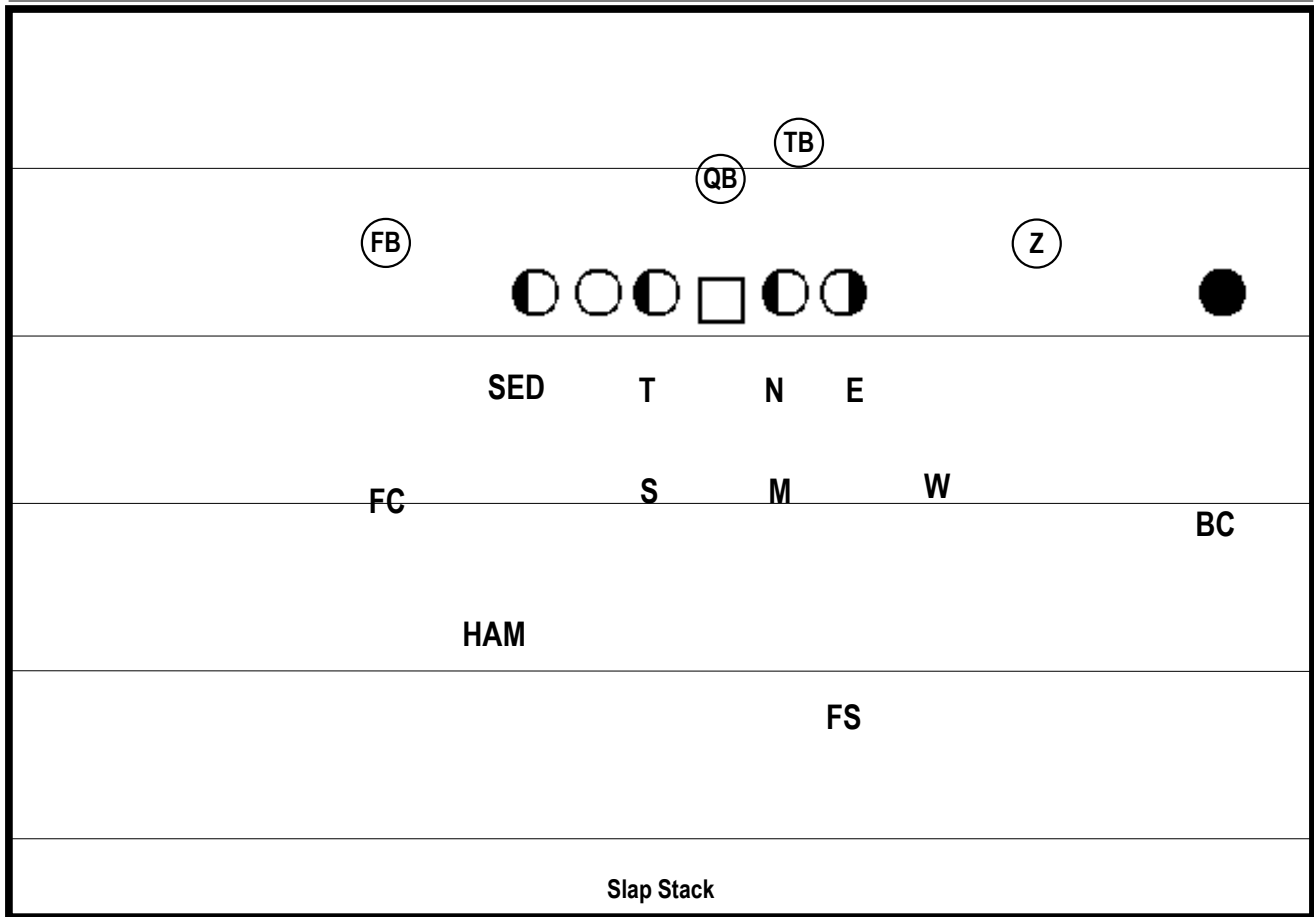 TB
QB
FB Z
SED T N E
FC S M W BC
HAM
FS
Slap Stack